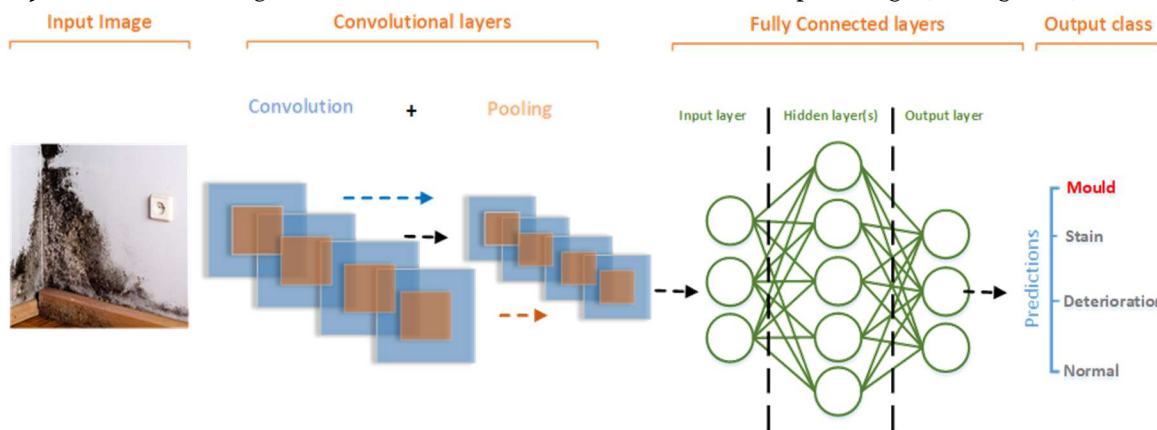 Input Image
Convolutional layers
Fully Connected layers
Output class
Convolution + Pooling
Input layer
Hidden layer(s)
Output layer
Mould
Stain
Deterioration
Normal
Predictions